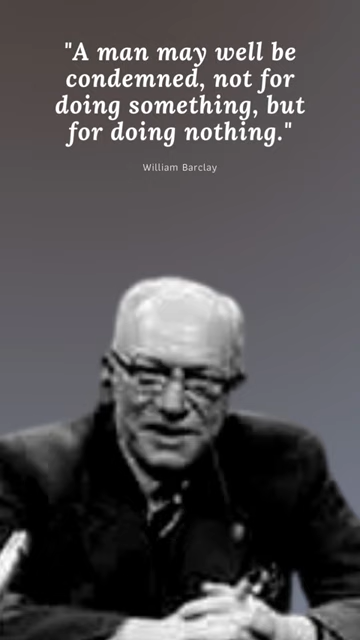 "A man may well be
condemned, not for
doing something, but
for doing nothing."
William Barclay